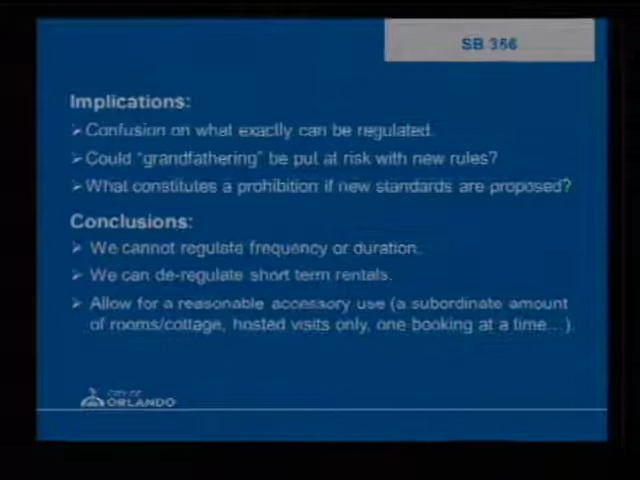 SB 356
Implications:
➢Confusion on what exactly can be regulated.
➢Could "grandfathering" be put at risk with new rules?
➢What constitutes a prohibition if new standards are proposed?
Conclusions:
➢ We cannot regulate frequency or duration.
➢ We can de-regulate short term rentals.
➢ Allow for a reasonable accessory use (a subordinate amount
of rooms/cottage, hosted visits only, one booking at a time…).
CITY OF
ORLANDO